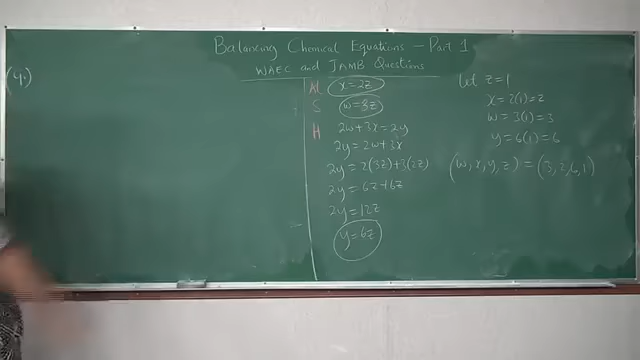 Balancing Chemical Equations - Part 1
WAEC and JAMB Questions
(4.)
Al x = 2z
S w = 3z
H 2w + 3x = 2y
2y = 2w + 3x
2y = 2(3z) + 3(2z)
2y = 6z + 6z
2y = 12z
y = 6z
Let z = 1
x = 2(1) = 2
w = 3(1) = 3
y = 6(1) = 6
(w, x, y, z) = (3, 2, 6, 1)